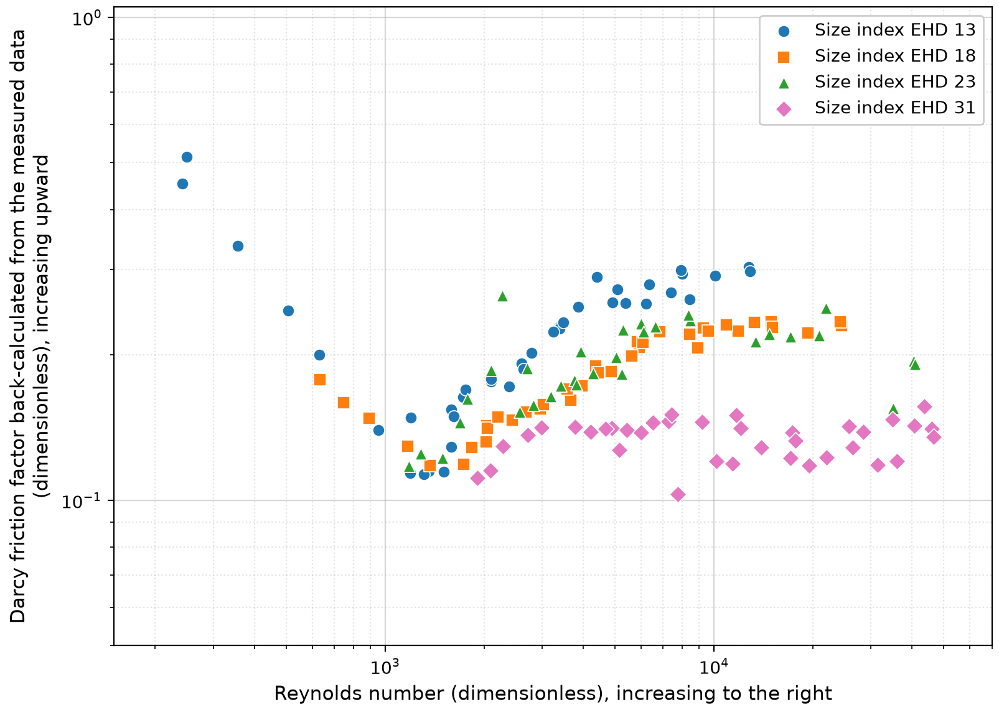 Darcy friction factor back-calculated from the measured data
(dimensionless), increasing upward
10⁰
10⁻¹
Size index EHD 13
Size index EHD 18
Size index EHD 23
Size index EHD 31
10³
10⁴
Reynolds number (dimensionless), increasing to the right